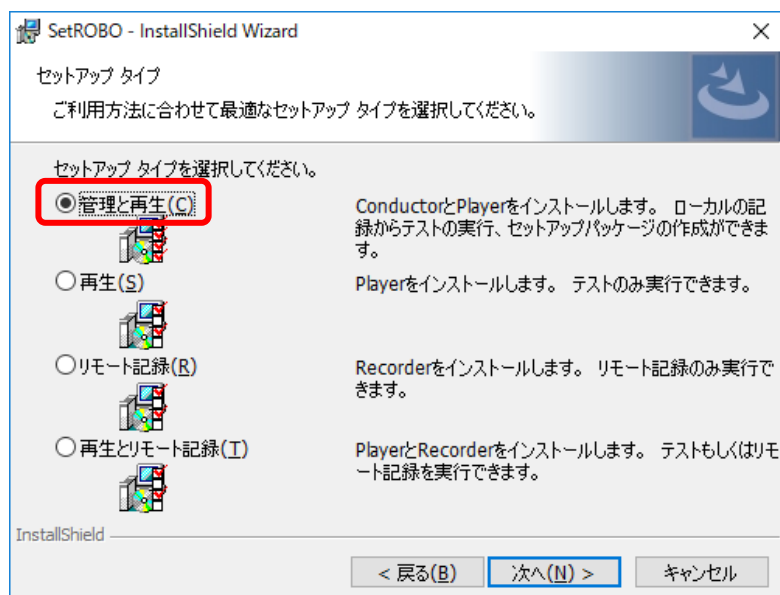 SetROBO - InstallShield Wizard
セットアップ タイプ
ご利用方法に合わせて最適なセットアップ タイプを選択してください。
セットアップ タイプを選択してください。
管理と再生(C)
ConductorとPlayerをインストールします。 ローカルの記
録からテストの実行、セットアップパッケージの作成ができま
す。
再生(S)
Playerをインストールします。 テストのみ実行できます。
リモート記録(R)
Recorderをインストールします。 リモート記録のみ実行で
きます。
再生とリモート記録(T)
PlayerとRecorderをインストールします。 テストもしくはリモ
ート記録を実行できます。
InstallShield
< 戻る(B)
次へ(N) >
キャンセル